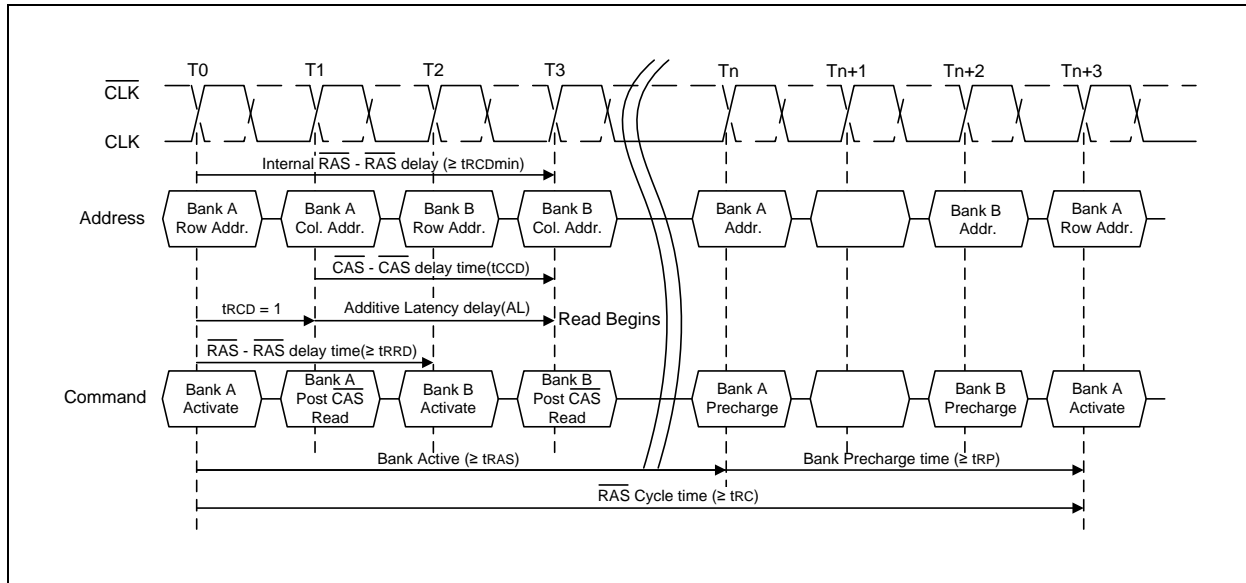 T0 T1 T2 T3 Tn Tn+1 Tn+2 Tn+3
CLK
CLK
Internal RAS - RAS delay (≥ tRCDmin)
Address
Bank A
Row Addr.
Bank A
Col. Addr.
Bank B
Row Addr.
Bank B
Col. Addr.
Bank A
Addr.
Bank B
Addr.
Bank A
Row Addr.
CAS - CAS delay time(tCCD)
tRCD = 1
Additive Latency delay(AL)
Read Begins
RAS - RAS delay time(≥ tRRD)
Command
Bank A
Activate
Bank A
Post CAS
Read
Bank B
Activate
Bank B
Post CAS
Read
Bank A
Precharge
Bank B
Precharge
Bank A
Activate
Bank Active (≥ tRAS)
Bank Precharge time (≥ tRP)
RAS Cycle time (≥ tRC)